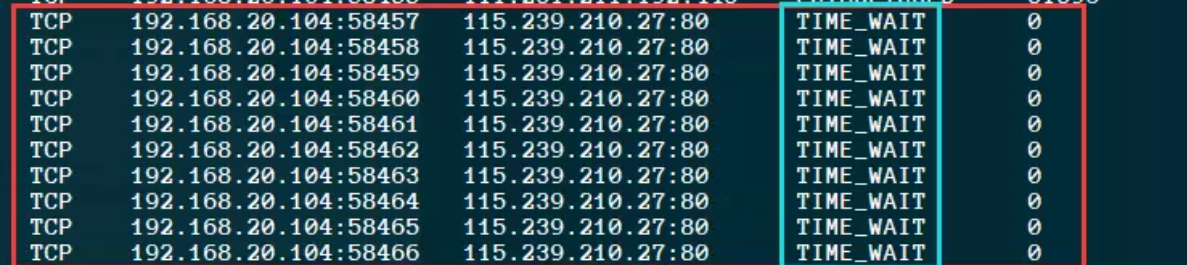 TCP 192.168.20.104:58457 115.239.210.27:80 TIME_WAIT 0
TCP 192.168.20.104:58458 115.239.210.27:80 TIME_WAIT 0
TCP 192.168.20.104:58459 115.239.210.27:80 TIME_WAIT 0
TCP 192.168.20.104:58460 115.239.210.27:80 TIME_WAIT 0
TCP 192.168.20.104:58461 115.239.210.27:80 TIME_WAIT 0
TCP 192.168.20.104:58462 115.239.210.27:80 TIME_WAIT 0
TCP 192.168.20.104:58463 115.239.210.27:80 TIME_WAIT 0
TCP 192.168.20.104:58464 115.239.210.27:80 TIME_WAIT 0
TCP 192.168.20.104:58465 115.239.210.27:80 TIME_WAIT 0
TCP 192.168.20.104:58466 115.239.210.27:80 TIME_WAIT 0